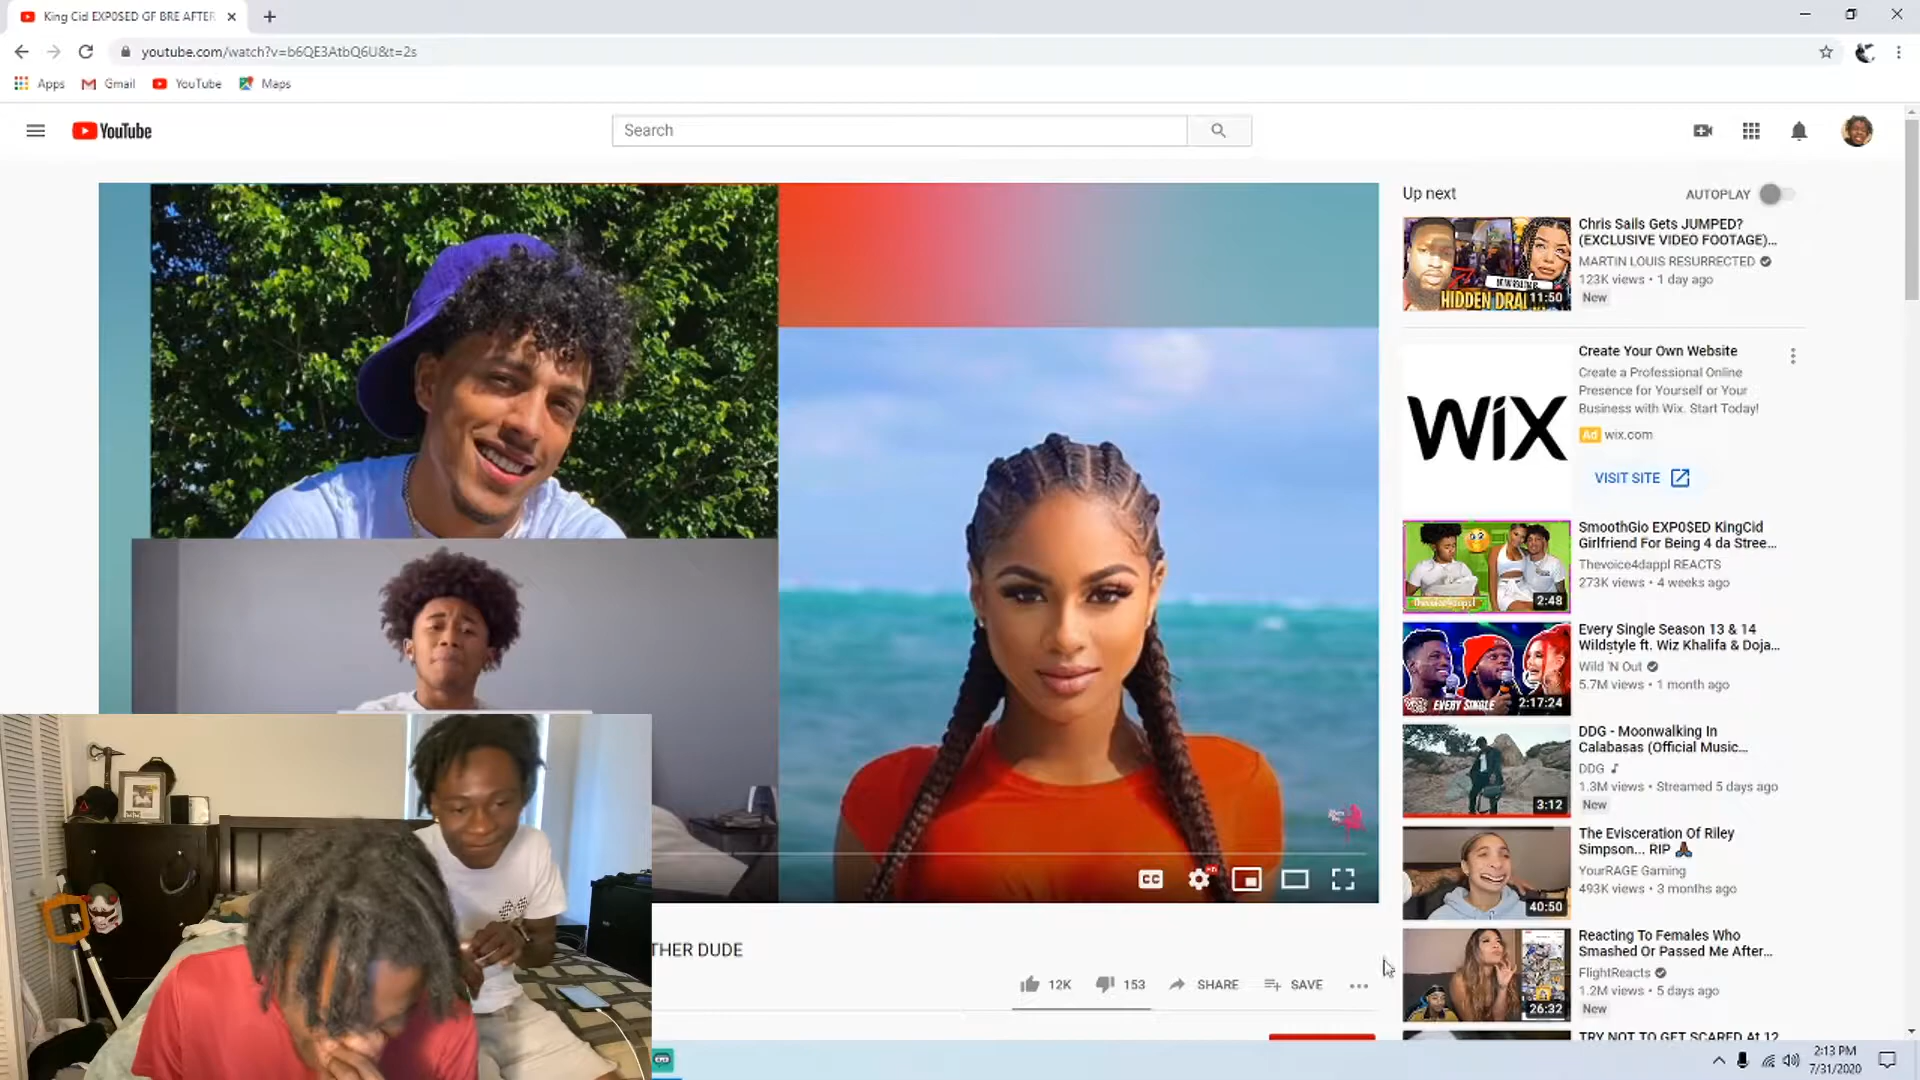 King Cid EXP0SED GF BRE AFTER
youtube.com/watch?v=b6QE3AtbQ6U&t=2s
Apps
Gmail
YouTube
Maps
YouTube
Search
Up next
AUTOPLAY
Chris Sails Gets JUMPED?
(EXCLUSIVE VIDEO FOOTAGE)...
MARTIN LOUIS RESURRECTED
123K views • 1 day ago
New
11:50
Create Your Own Website
Create a Professional Online
Presence for Yourself or Your
Business with Wix. Start Today!
Ad wix.com
WiX
VISIT SITE
SmoothGio EXP0$ED KingCid
Girlfriend For Being 4 da Stree...
Thevoice4dappl REACTS
273K views • 4 weeks ago
2:48
Every Single Season 13 & 14
Wildstyle ft. Wiz Khalifa & Doja...
Wild 'N Out
5.7M views • 1 month ago
EVERY SINGLE
2:17:24
DDG - Moonwalking In
Calabasas (Official Music...
DDG
1.3M views • Streamed 5 days ago
New
3:12
The Evisceration Of Riley
Simpson... RIP
YourRAGE Gaming
493K views • 3 months ago
40:50
Reacting To Females Who
Smashed Or Passed Me After...
FlightReacts
1.2M views • 5 days ago
New
26:32
TRY NOT TO GET SCARED At 12
CC
HD
THER DUDE
12K
153
SHARE
SAVE
2:13 PM
7/31/2020